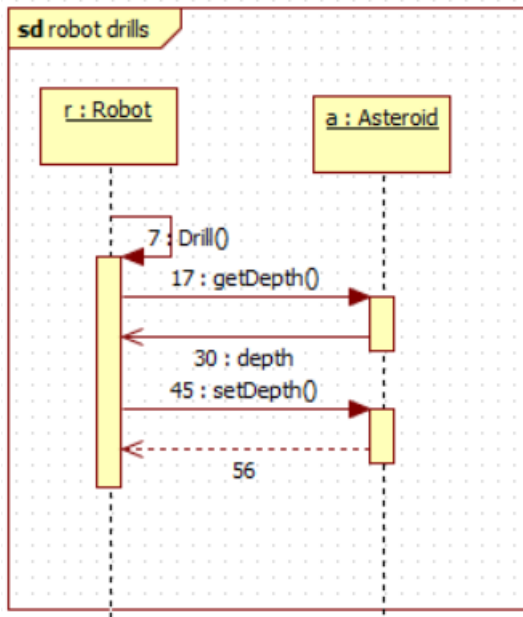 sd robot drills
r : Robot
a : Asteroid
7 : Drill()
17 : getDepth()
30 : depth
45 : setDepth()
56